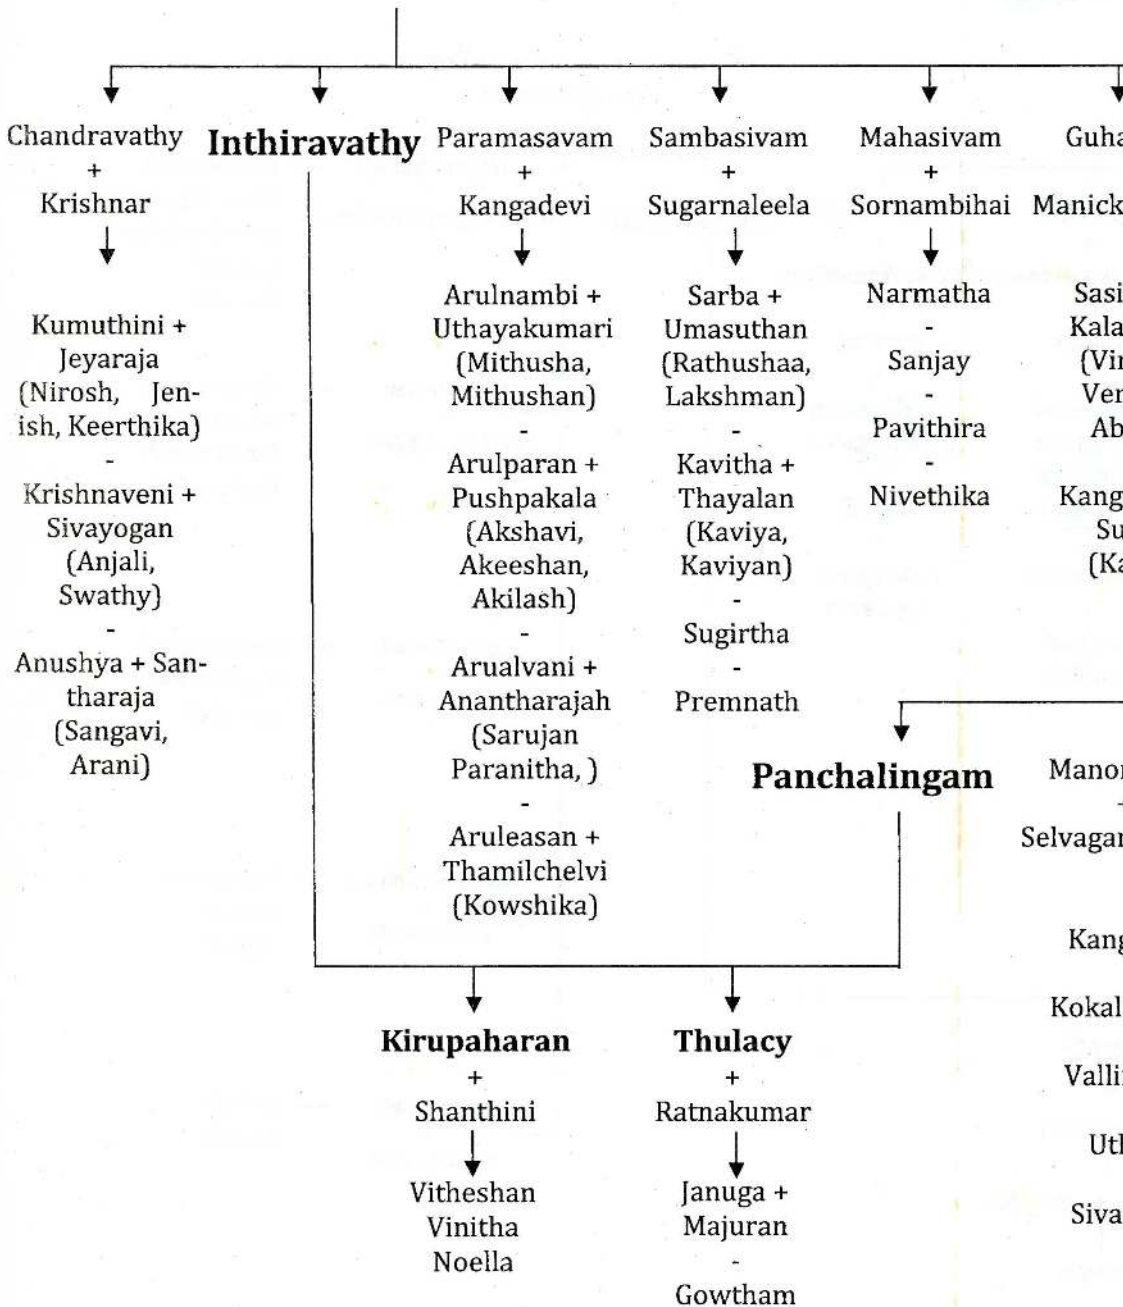 Chandravathy
+
Krishnar
Kumuthini +
Jeyaraja
(Nirosh, Jen-
ish, Keerthika)
-
Krishnaveni +
Sivayogan
(Anjali,
Swathy)
-
Anushya + San-
tharaja
(Sangavi,
Arani)
Inthiravathy
Paramasavam
+
Kangadevi
Arulnambi +
Uthayakumari
(Mithusha,
Mithushan)
-
Arulparan +
Pushpakala
(Akshavi,
Akeeshan,
Akilash)
-
Arualvani +
Anantharajah
(Sarujan
Paranitha, )
-
Aruleasan +
Thamilchelvi
(Kowshika)
Sambasivam
+
Sugarnaleela
Sarba +
Umasuthan
(Rathushaa,
Lakshman)
-
Kavitha +
Thayalan
(Kaviya,
Kaviyan)
-
Sugirtha
-
Premnath
Mahasivam
+
Sornambihai
Narmatha
-
Sanjay
-
Pavithira
-
Nivethika
Panchalingam
Kirupaharan
+
Shanthini
Vitheshan
Vinitha
Noella
Thulacy
+
Ratnakumar
Januga +
Majuran
-
Gowtham